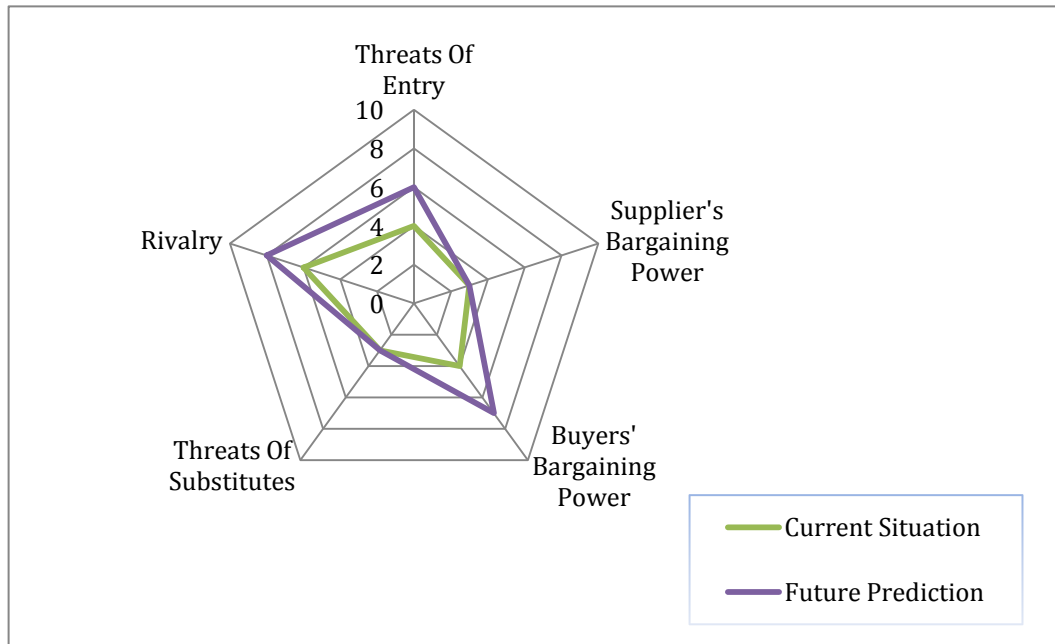 Threats Of
Entry
10
8
6
4
2
0
Supplier's
Bargaining
Power
Rivalry
Buyers'
Bargaining
Power
Threats Of
Substitutes
Current Situation
Future Prediction